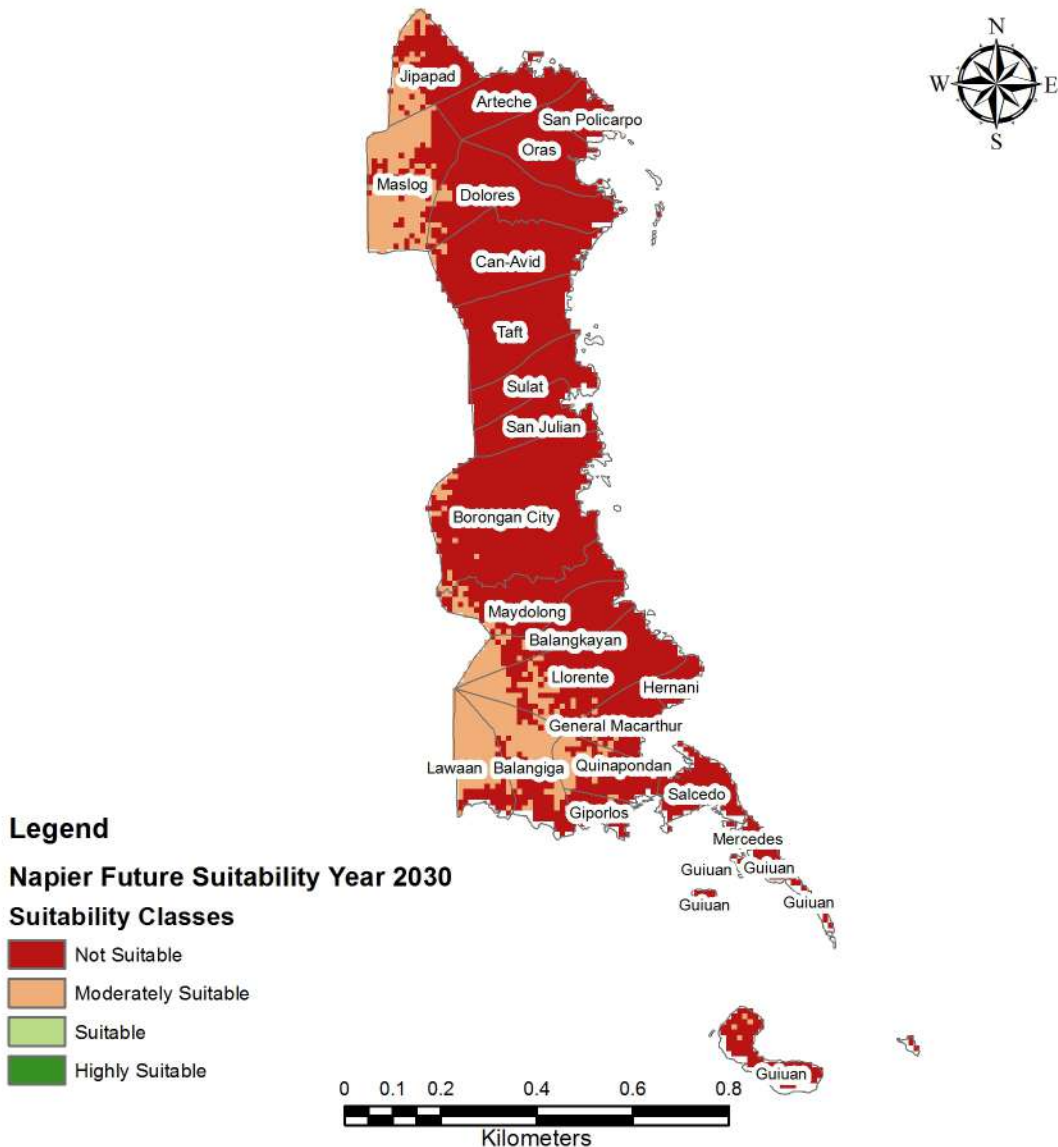 N
W E
S
Jipapad
Arteche
San Policarpo
Oras
Maslog
Dolores
Can-Avid
Taft
Sulat
San Julian
Borongan City
Maydolong
Balangkayan
Llorente
Hernani
General Macarthur
Lawaan
Balangiga
Quinapondan
Salcedo
Giporlos
Mercedes
Guiuan
Guiuan
Guiuan
Guiuan
Guiuan
Legend
Napier Future Suitability Year 2030
Suitability Classes
Not Suitable
Moderately Suitable
Suitable
Highly Suitable
0 0.1 0.2 0.4 0.6 0.8
Kilometers